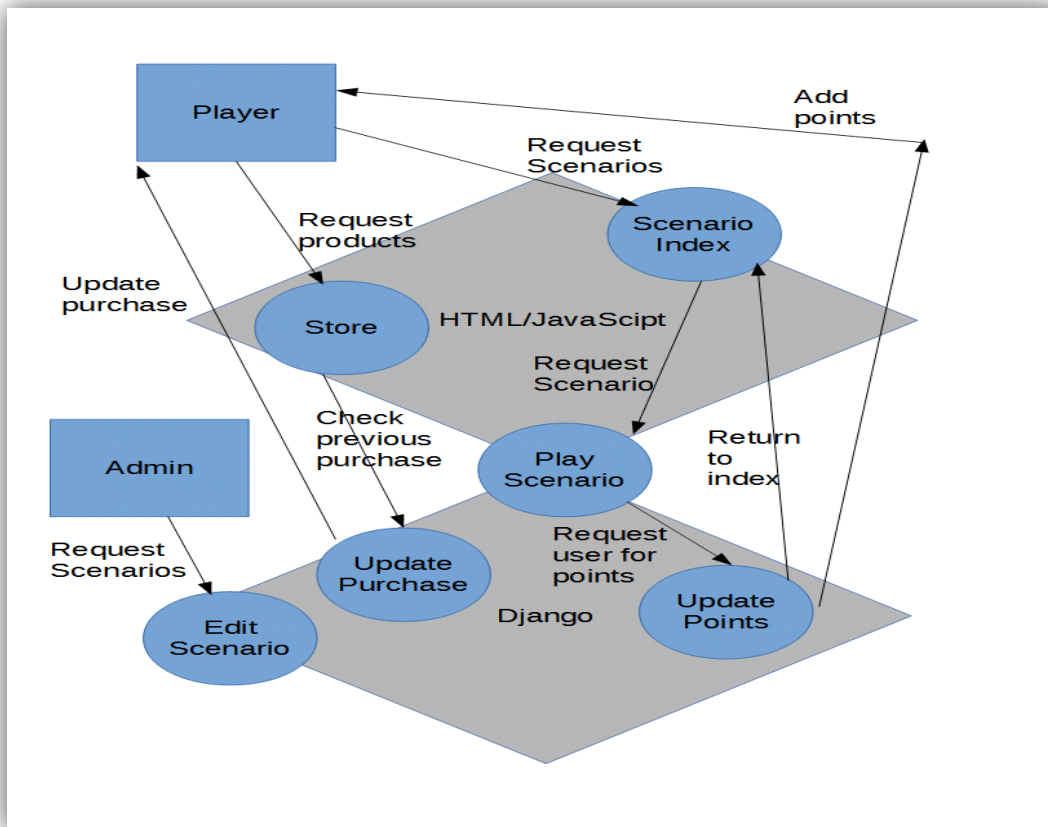 Player
Add
points
Request
Scenarios
Scenario
Index
Request
products
Update
purchase
Store
HTML/JavaScipt
Request
Scenario
Check
previous
purchase
Return
to
index
Play
Scenario
Admin
Request
Scenarios
Request
user for
points
Update
Purchase
Update
Points
Django
Edit
Scenario